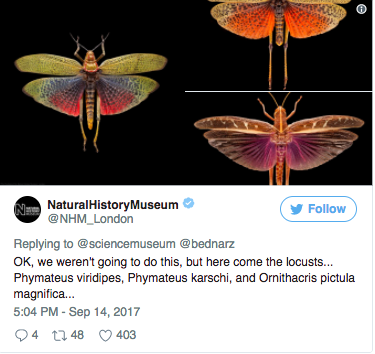 NaturalHistoryMuseum
@NHM_London
Follow
Replying to @sciencemuseum @bednarz
OK, we weren't going to do this, but here come the locusts...
Phymateus viridipes, Phymateus karschi, and Ornithacris pictula
magnifica...
5:04 PM - Sep 14, 2017
4 48 403